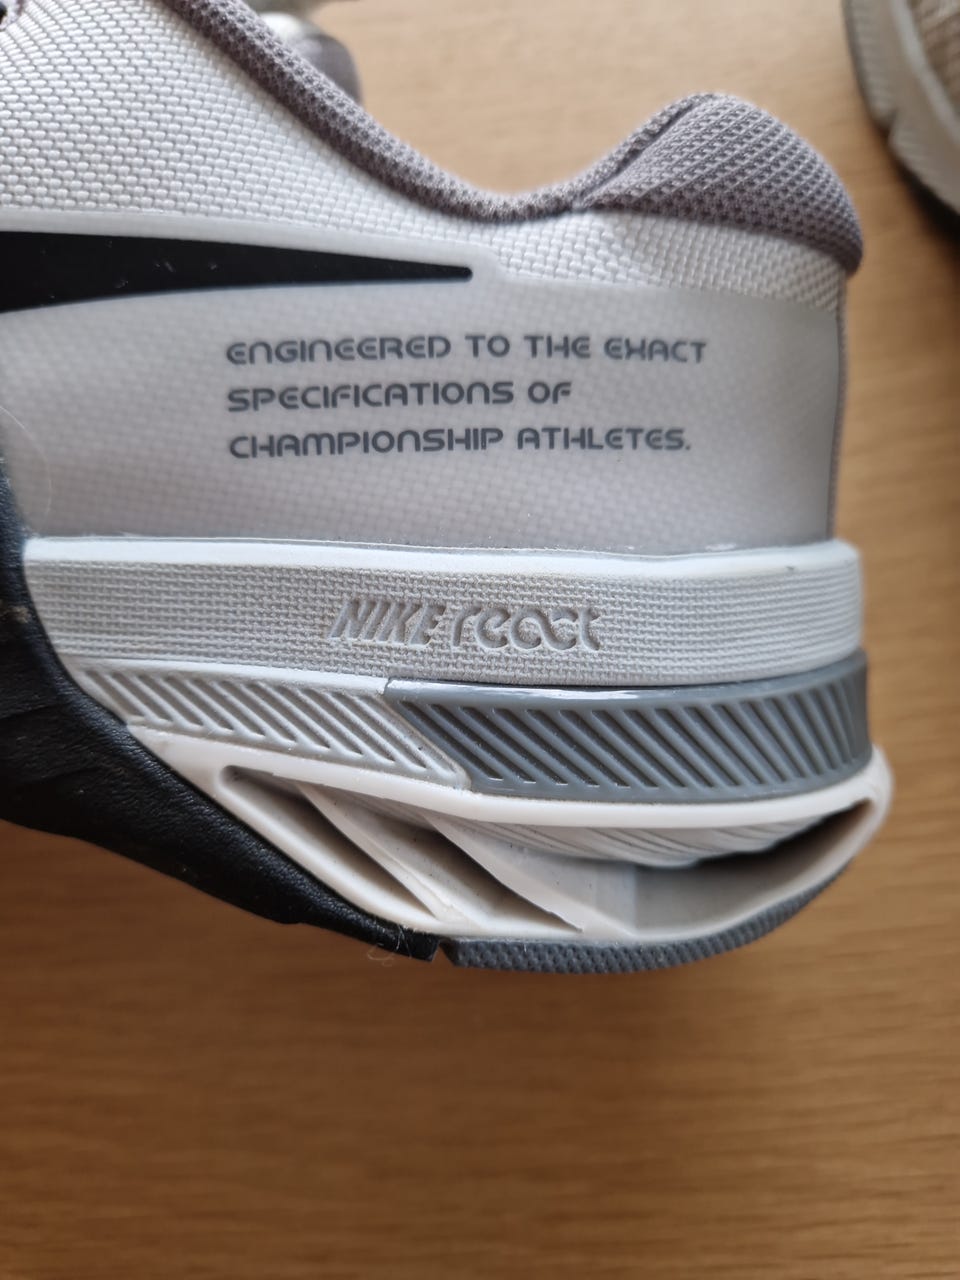 ENGINEERED TO THE EXACT
SPECIFICATIONS OF
CHAMPIONSHIP ATHLETES.
NIKE react